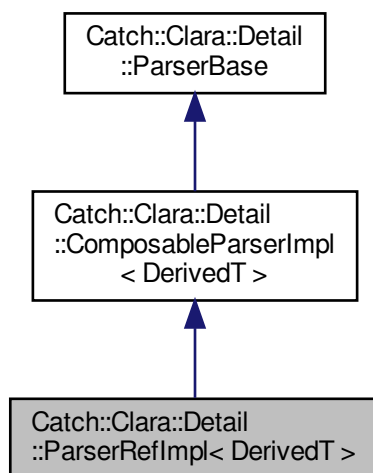 Catch::Clara::Detail
::ParserBase
Catch::Clara::Detail
::ComposableParserImpl
< DerivedT >
Catch::Clara::Detail
::ParserRefImpl< DerivedT >